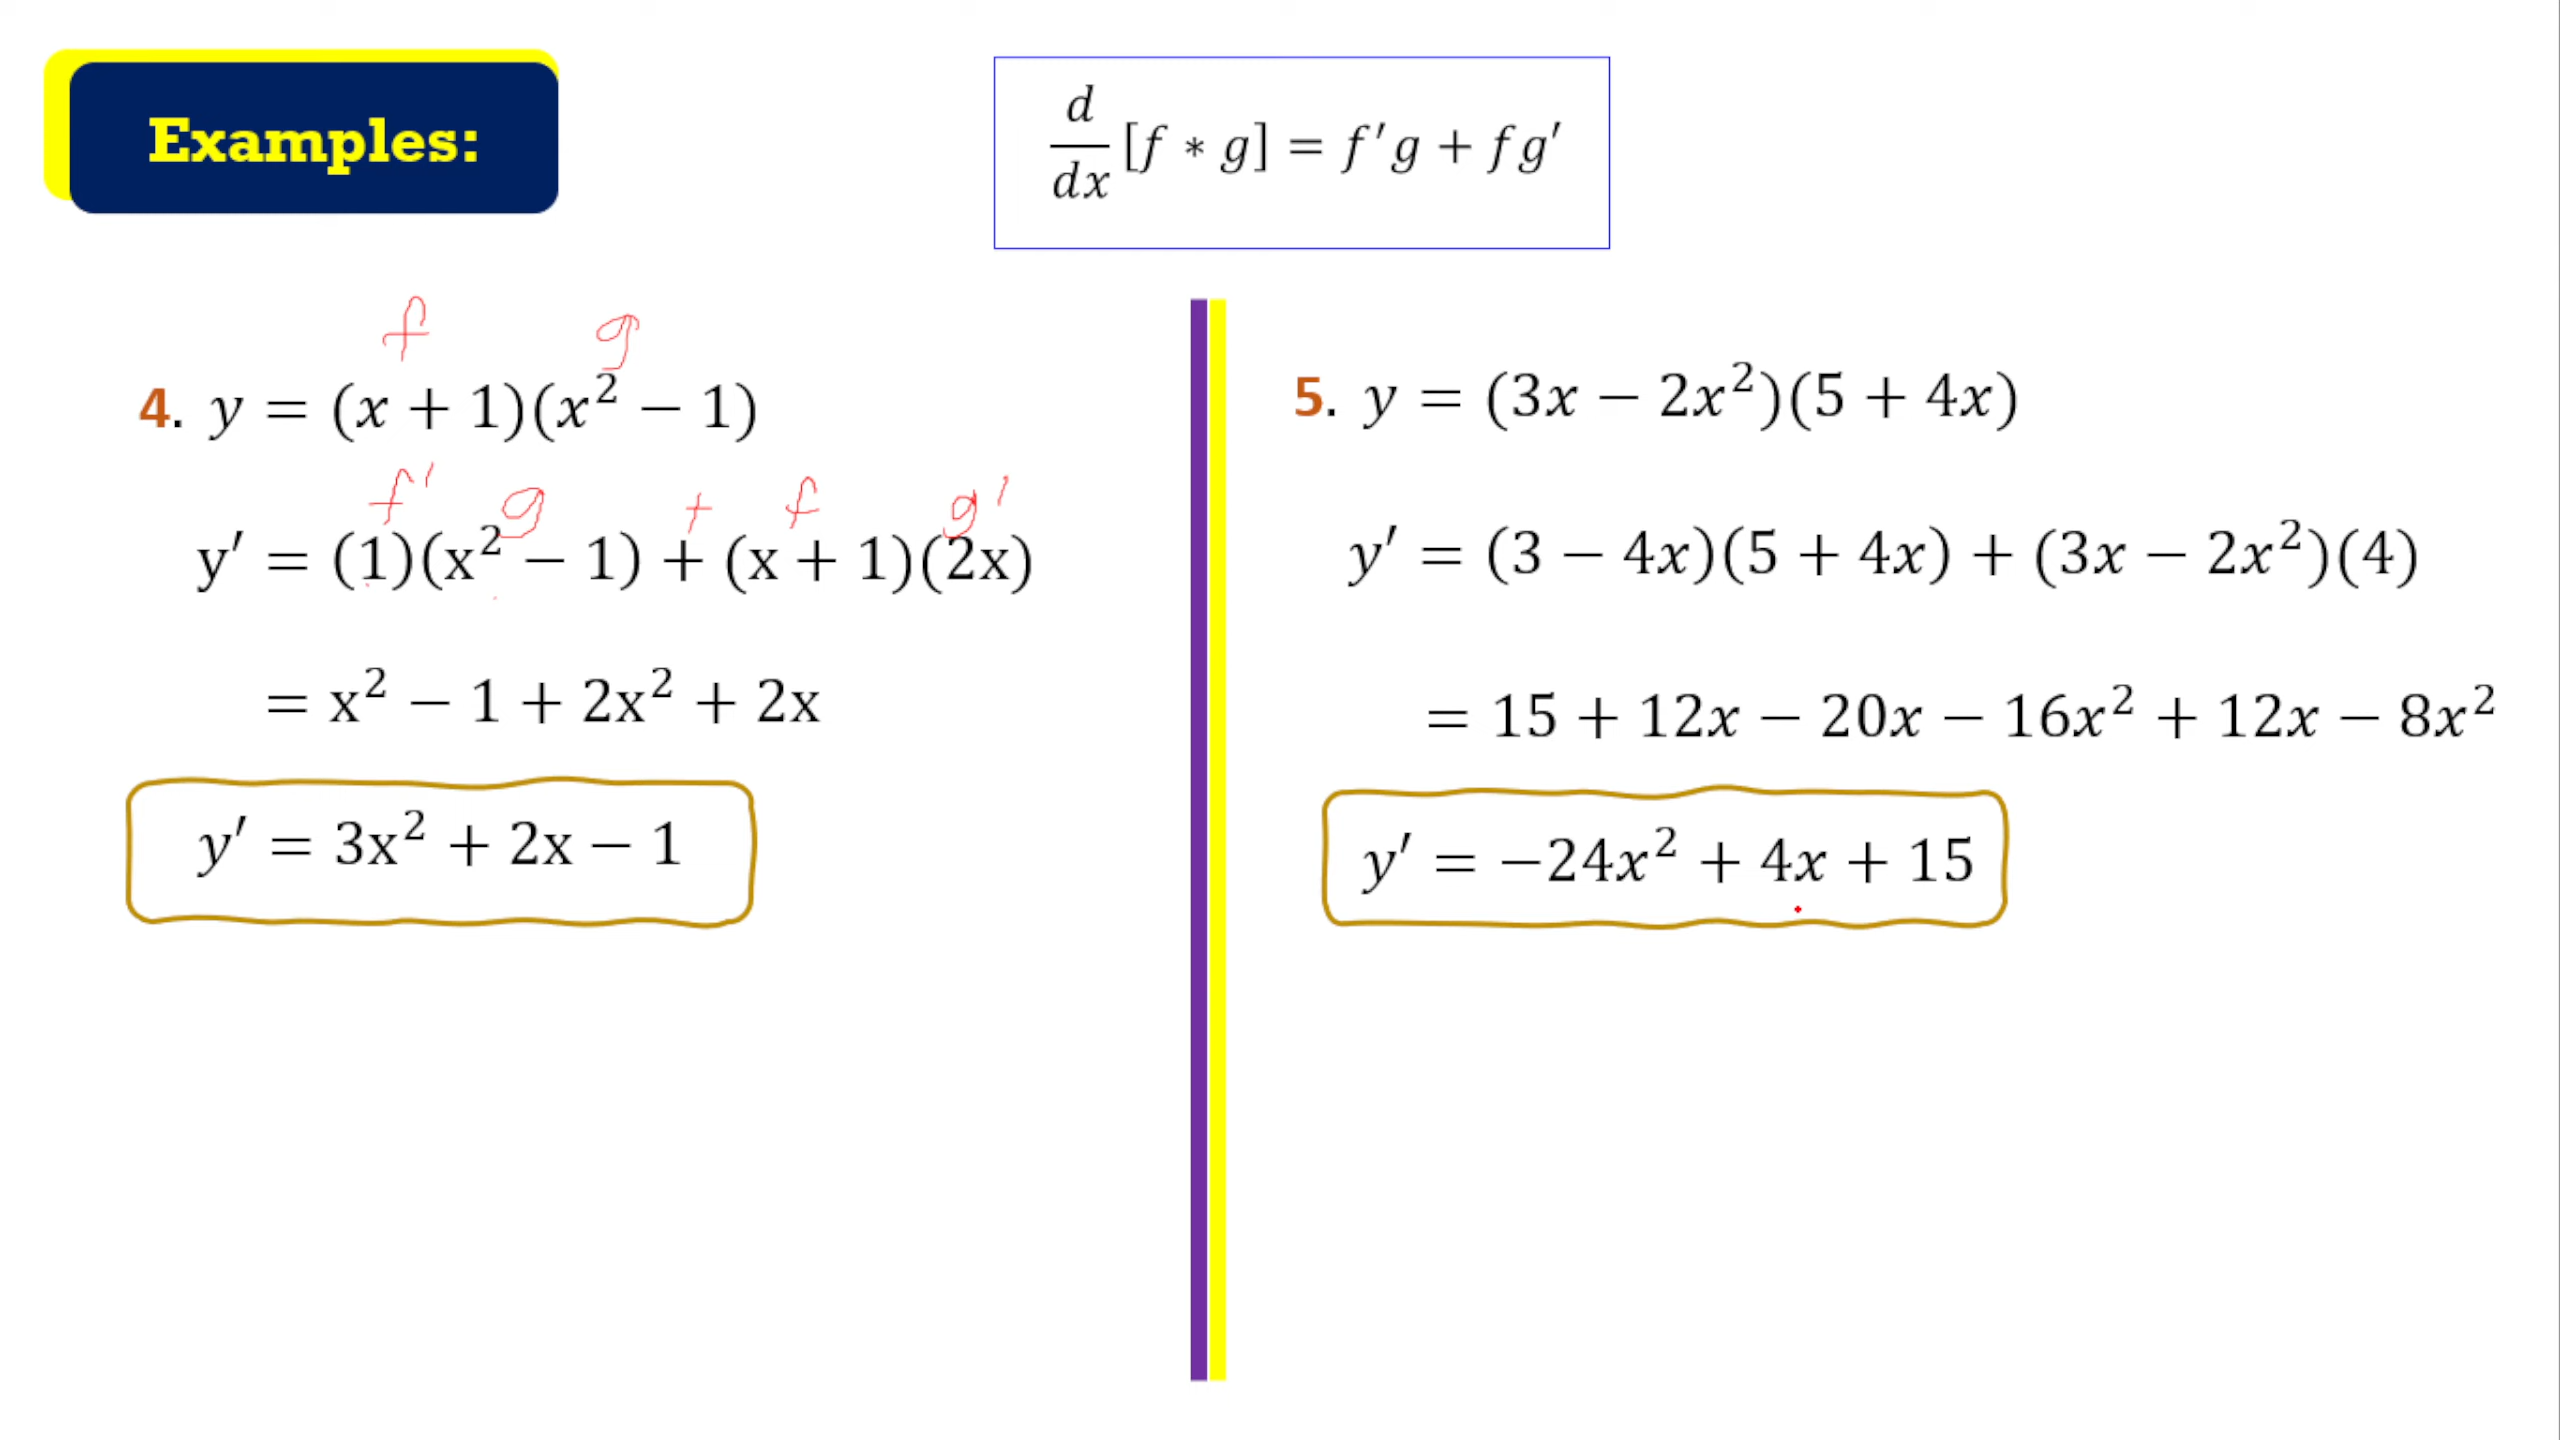 Examples:
d/dx [f ∗ g] = f′g + fg′
f g
4. y = (x + 1)(x² − 1)
f′ g + f g′
y′ = (1)(x² − 1) + (x + 1)(2x)
= x² − 1 + 2x² + 2x
y′ = 3x² + 2x − 1
5. y = (3x − 2x²)(5 + 4x)
y′ = (3 − 4x)(5 + 4x) + (3x − 2x²)(4)
= 15 + 12x − 20x − 16x² + 12x − 8x²
y′ = −24x² + 4x + 15